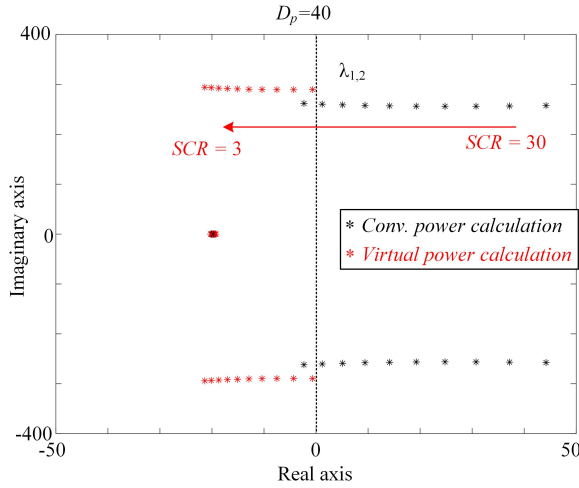 D_p=40
400
λ_{1,2}
SCR = 3
SCR = 30
Imaginary axis
0
* Conv. power calculation
* Virtual power calculation
-400
-50
0
50
Real axis